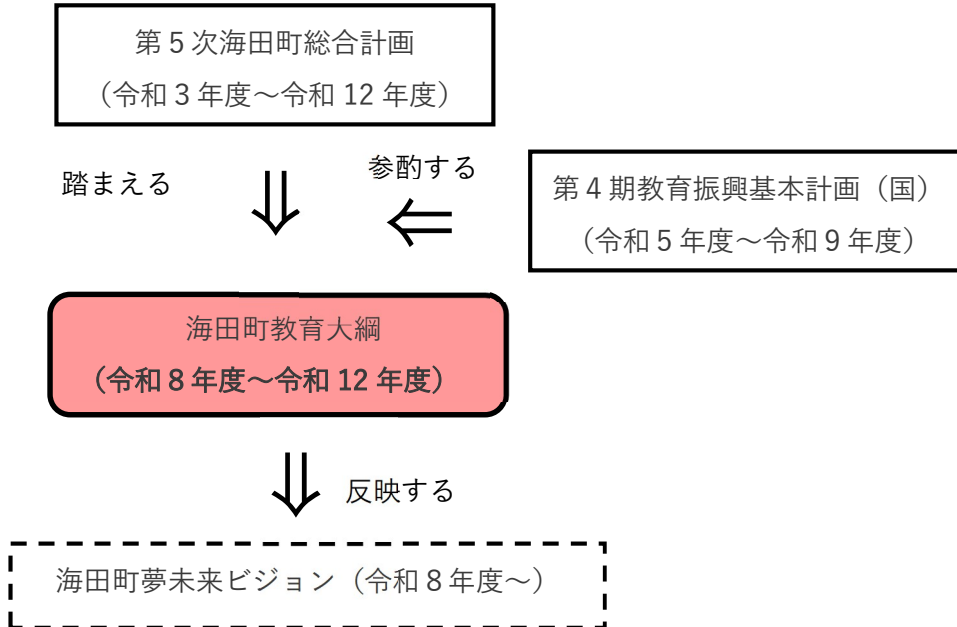 第5次海田町総合計画
（令和3年度～令和12年度）
踏まえる
参酌する
第4期教育振興基本計画（国）
（令和5年度～令和9年度）
海田町教育大綱
（令和8年度～令和12年度）
反映する
海田町夢未来ビジョン（令和8年度～）